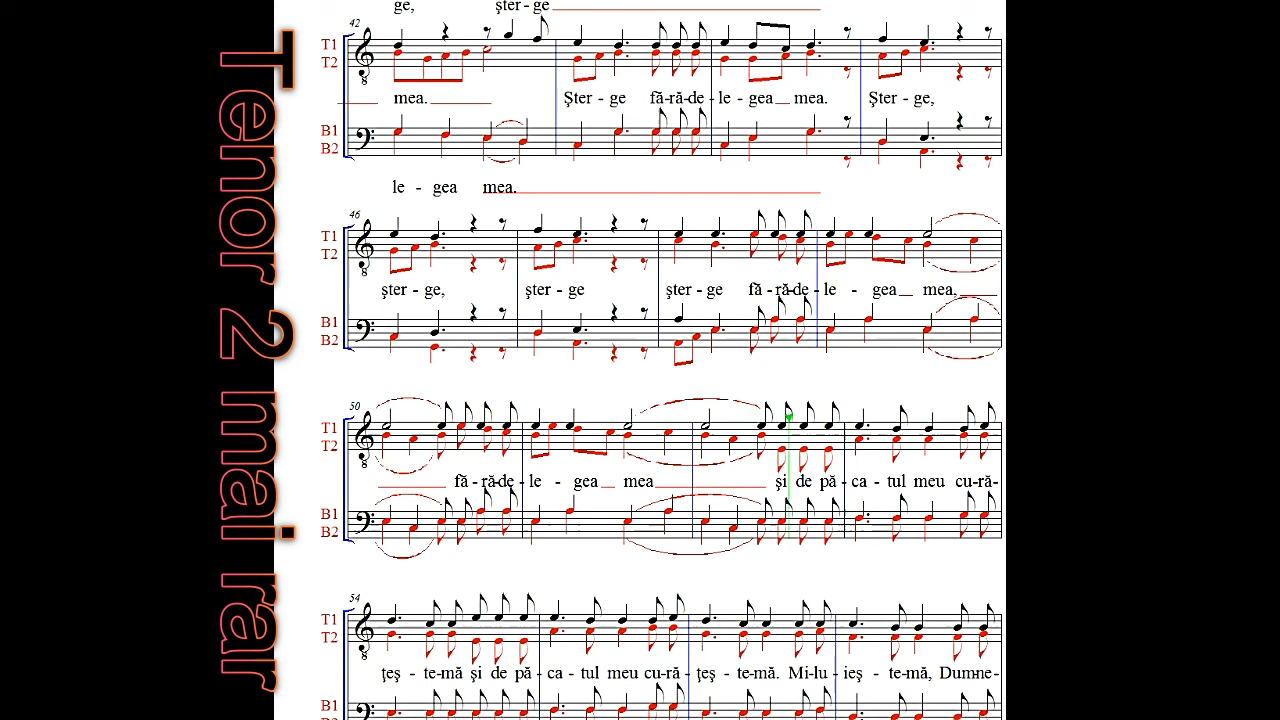 Tenor 2 mai rar
ge, şter - ge
42
T1
T2
mea. Şter - ge fă-ră-de - le - gea mea. Şter - ge,
B1
B2
le - gea mea.
46
T1
T2
şter - ge, şter - ge şter - ge fă - ră-de - le - gea mea,
B1
B2
50
T1
T2
fă - ră-de - le - gea mea şi de pă - ca - tul meu cu-ră-
B1
B2
54
T1
T2
ţeş - te-mă şi de pă - ca - tul meu cu-ră - ţeş - te-mă. Mi-lu - ieş - te-mă, Dumne-
B1
B2